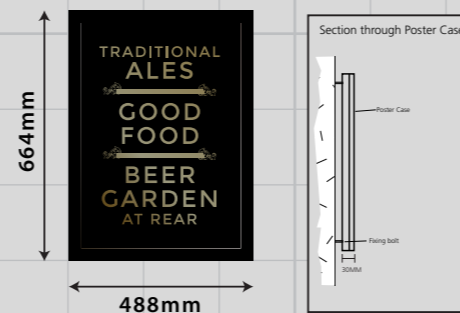 664mm
TRADITIONAL
ALES
GOOD
FOOD
BEER
GARDEN
AT REAR
488mm
Section through Poster Case
Poster Case
Fixing bolt
30MM